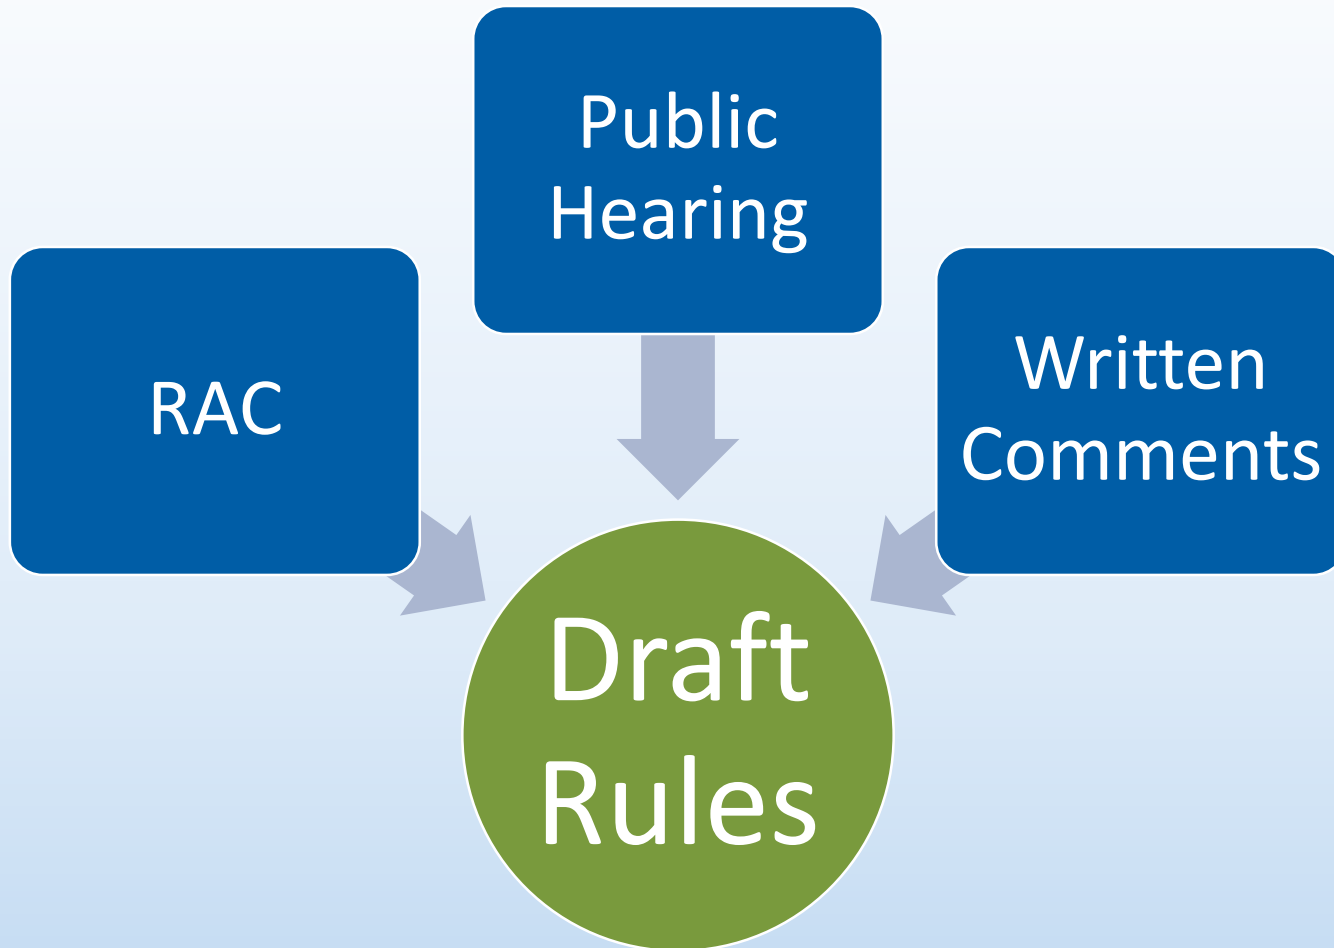 Public
Hearing
RAC
Written
Comments
Draft
Rules